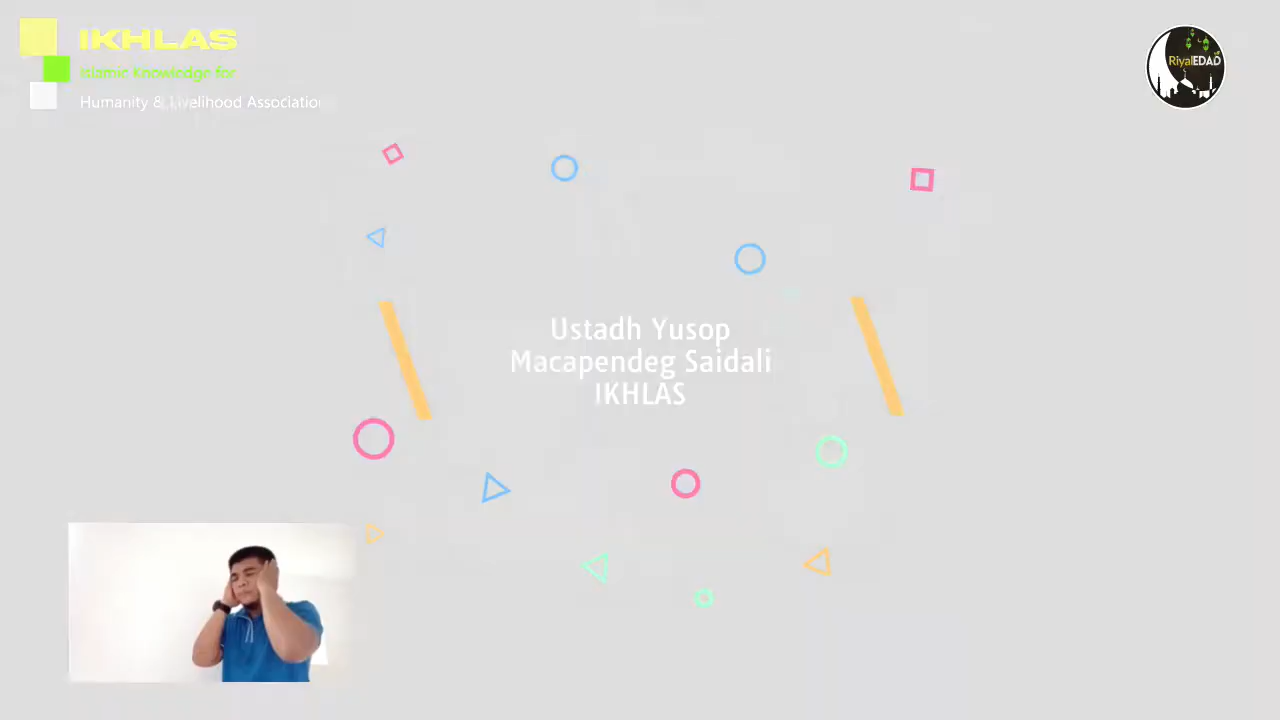 IKHLAS
Islamic Knowledge for
Humanity & Livelihood Association
RiyalEDAD
Ustadh Yusop
Macapendeg Saidali
IKHLAS